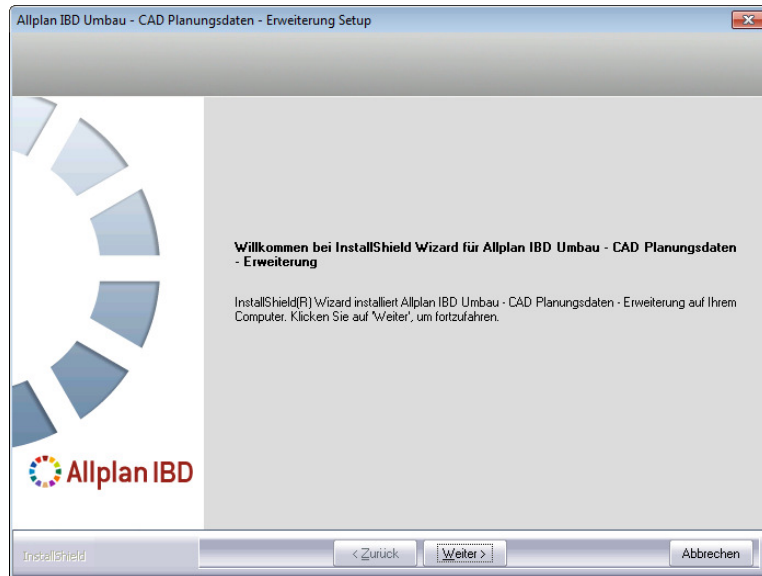 Allplan IBD Umbau - CAD Planungsdaten - Erweiterung Setup
Willkommen bei InstallShield Wizard für Allplan IBD Umbau - CAD Planungsdaten
- Erweiterung
InstallShield(R) Wizard installiert Allplan IBD Umbau - CAD Planungsdaten - Erweiterung auf Ihrem
Computer. Klicken Sie auf 'Weiter', um fortzufahren.
Allplan IBD
InstallShield
< Zurück
Weiter >
Abbrechen